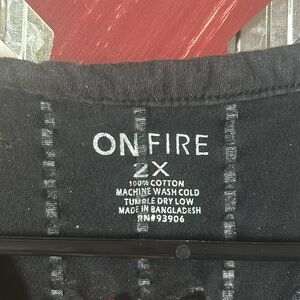 ON FIRE
2X
100% COTTON
MACHINE WASH COLD
TUMBLE DRY LOW
MADE IN BANGLADESH
RN#93906